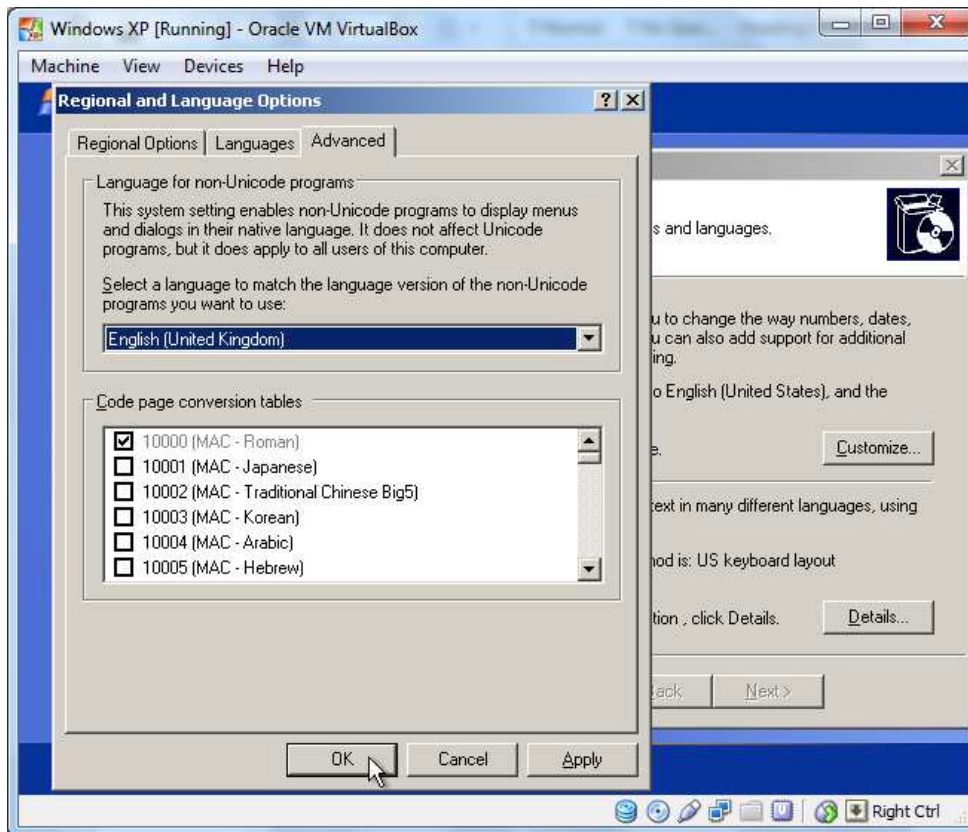 Windows XP [Running] - Oracle VM VirtualBox
Machine View Devices Help
Regional and Language Options
Regional Options Languages Advanced
Language for non-Unicode programs
This system setting enables non-Unicode programs to display menus
and dialogs in their native language. It does not affect Unicode
programs, but it does apply to all users of this computer.
Select a language to match the language version of the non-Unicode
programs you want to use:
English (United Kingdom)
Code page conversion tables
10000 (MAC - Roman)
10001 (MAC - Japanese)
10002 (MAC - Traditional Chinese Big5)
10003 (MAC - Korean)
10004 (MAC - Arabic)
10005 (MAC - Hebrew)
OK Cancel Apply
s and languages.
u to change the way numbers, dates,
u can also add support for additional
ing.
o English (United States), and the
e.
Customize...
text in many different languages, using
hod is: US keyboard layout
tion , click Details.
Details...
ack Next >
Right Ctrl